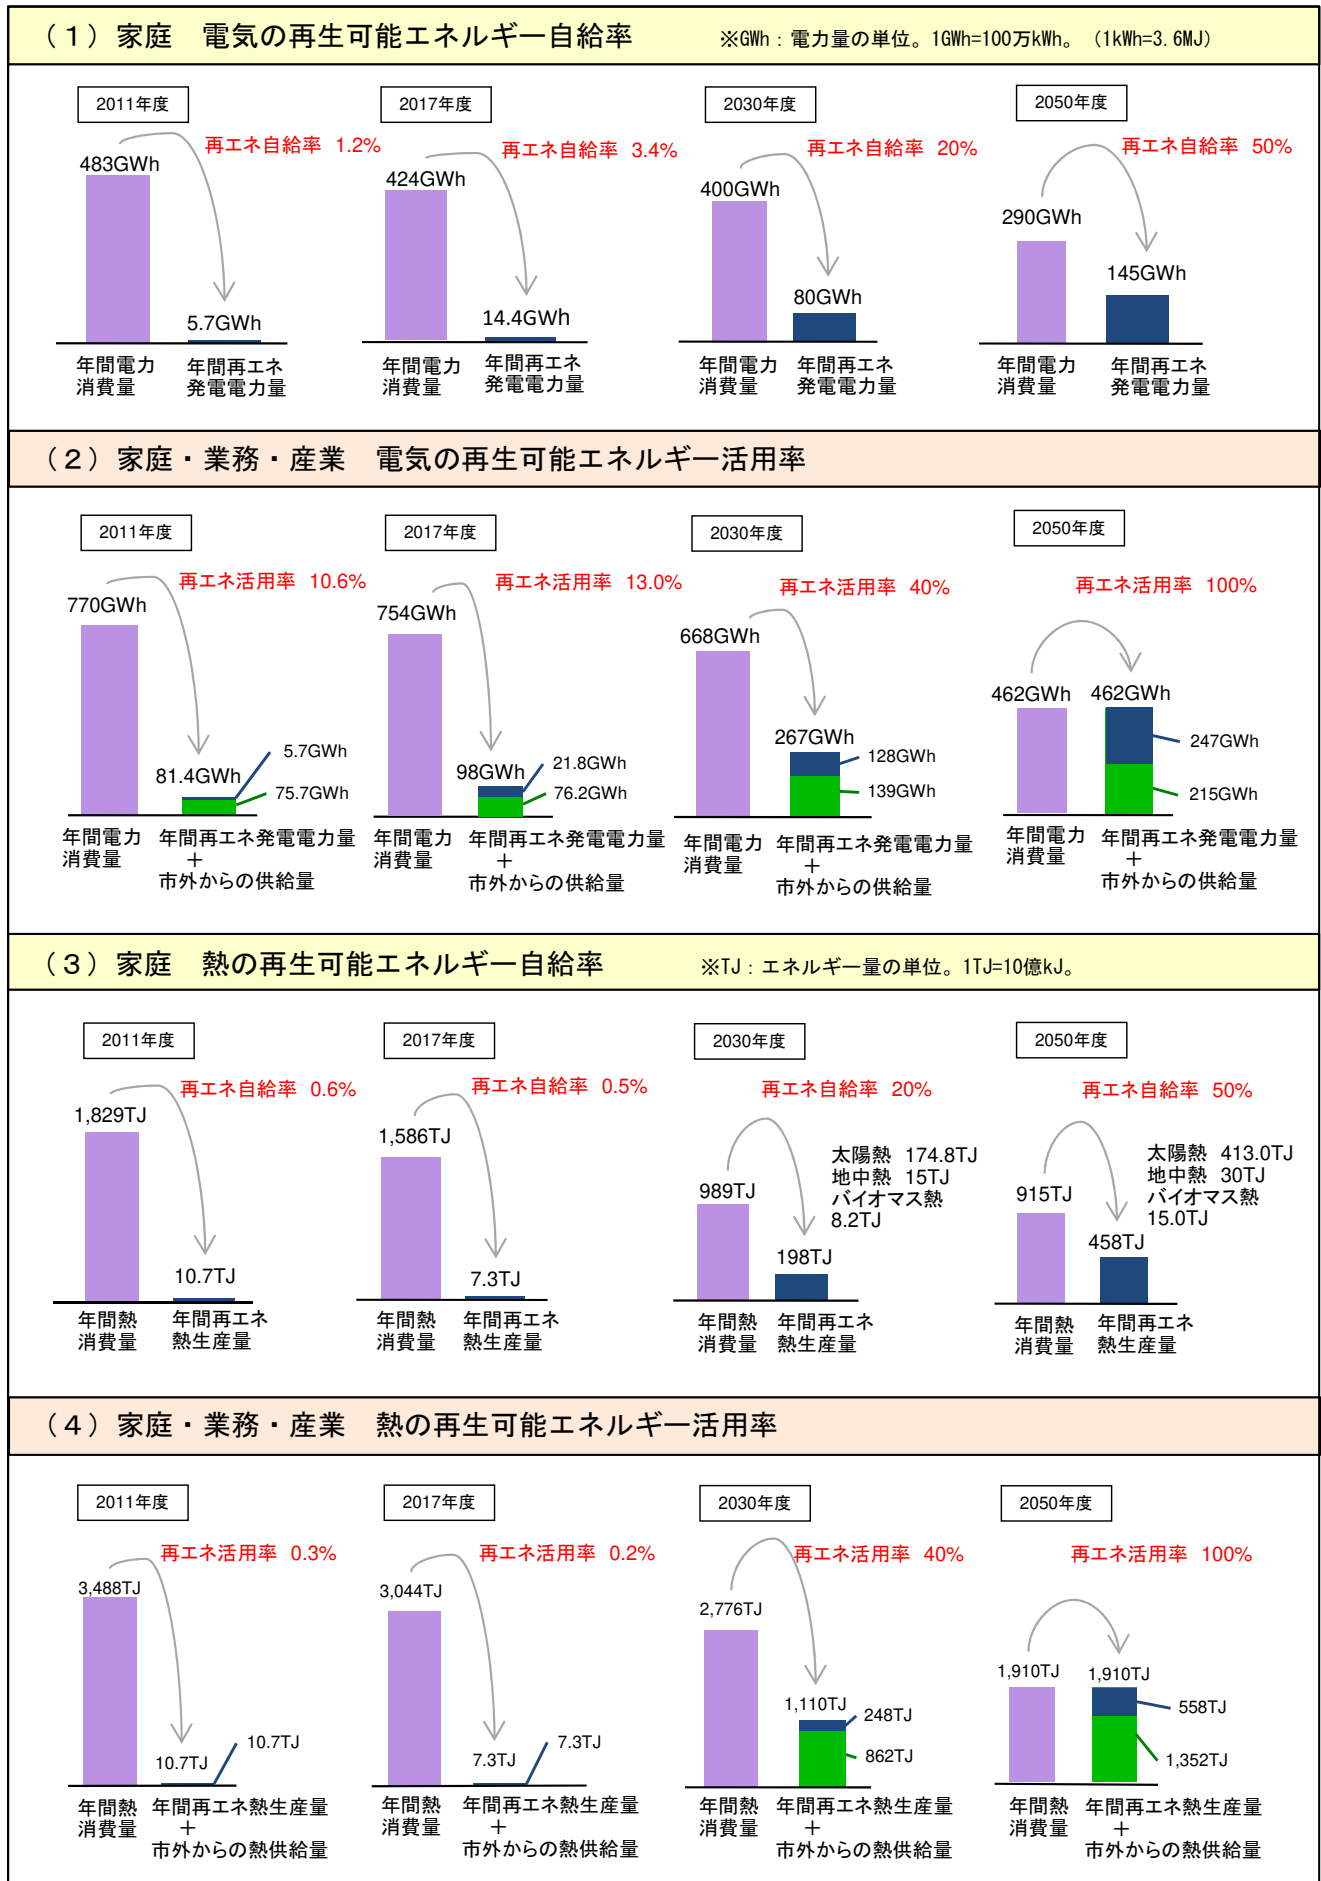 （１）家庭　電気の再生可能エネルギー自給率　※GWh：電力量の単位。1GWh=100万kWh。（1kWh=3.6MJ）
2011年度
再エネ自給率 1.2%
483GWh
5.7GWh
年間電力
消費量
年間再エネ
発電電力量
2017年度
再エネ自給率 3.4%
424GWh
14.4GWh
年間電力
消費量
年間再エネ
発電電力量
2030年度
再エネ自給率 20%
400GWh
80GWh
年間電力
消費量
年間再エネ
発電電力量
2050年度
再エネ自給率 50%
290GWh
145GWh
年間電力
消費量
年間再エネ
発電電力量
（２）家庭・業務・産業　電気の再生可能エネルギー活用率
2011年度
再エネ活用率 10.6%
770GWh
5.7GWh
81.4GWh
75.7GWh
年間電力
消費量
年間再エネ発電電力量
＋
市外からの供給量
2017年度
再エネ活用率 13.0%
754GWh
21.8GWh
98GWh
76.2GWh
年間電力
消費量
年間再エネ発電電力量
＋
市外からの供給量
2030年度
再エネ活用率 40%
668GWh
267GWh
128GWh
139GWh
年間電力
消費量
年間再エネ発電電力量
＋
市外からの供給量
2050年度
再エネ活用率 100%
462GWh
462GWh
247GWh
215GWh
年間電力
消費量
年間再エネ発電電力量
＋
市外からの供給量
（３）家庭　熱の再生可能エネルギー自給率　※TJ：エネルギー量の単位。1TJ=10億kJ。
2011年度
再エネ自給率 0.6%
1,829TJ
10.7TJ
年間熱
消費量
年間再エネ
熱生産量
2017年度
再エネ自給率 0.5%
1,586TJ
7.3TJ
年間熱
消費量
年間再エネ
熱生産量
2030年度
再エネ自給率 20%
太陽熱 174.8TJ
地中熱 15TJ
バイオマス熱
8.2TJ
989TJ
198TJ
年間熱
消費量
年間再エネ
熱生産量
2050年度
再エネ自給率 50%
太陽熱 413.0TJ
地中熱 30TJ
バイオマス熱
15.0TJ
915TJ
458TJ
年間熱
消費量
年間再エネ
熱生産量
（４）家庭・業務・産業　熱の再生可能エネルギー活用率
2011年度
再エネ活用率 0.3%
3,488TJ
10.7TJ
10.7TJ
年間熱
消費量
年間再エネ熱生産量
＋
市外からの熱供給量
2017年度
再エネ活用率 0.2%
3,044TJ
7.3TJ
7.3TJ
年間熱
消費量
年間再エネ熱生産量
＋
市外からの熱供給量
2030年度
再エネ活用率 40%
2,776TJ
1,110TJ
248TJ
862TJ
年間熱
消費量
年間再エネ熱生産量
＋
市外からの熱供給量
2050年度
再エネ活用率 100%
1,910TJ
1,910TJ
558TJ
1,352TJ
年間熱
消費量
年間再エネ熱生産量
＋
市外からの熱供給量